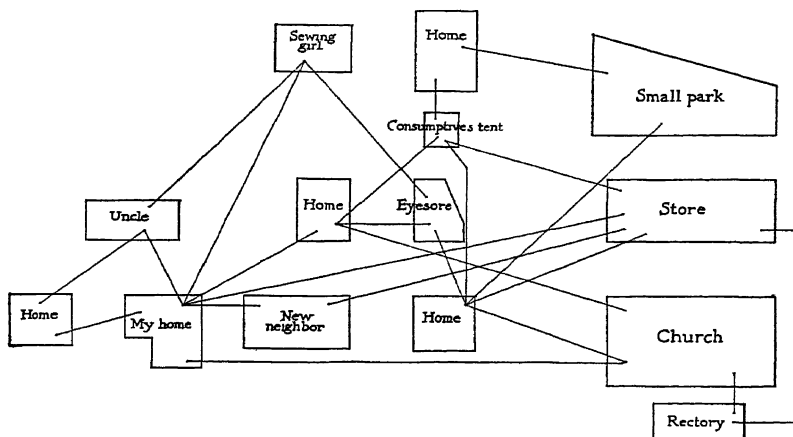 Sewing
girl
Home
Small park
Consumptives tent
Uncle
Home
Eyesore
Store
Home
My home
New
neighbor
Home
Church
Rectory